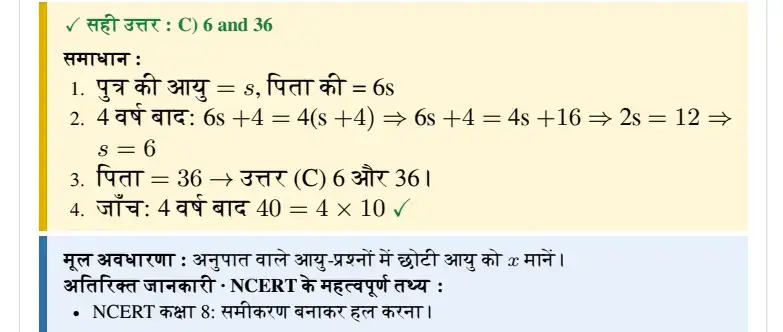 ✓ सही उत्तर : C) 6 and 36
समाधान :
1. पुत्र की आयु = s, पिता की = 6s
2. 4 वर्ष बाद: 6s +4 = 4(s +4) ⇒ 6s +4 = 4s +16 ⇒ 2s = 12 ⇒
s = 6
3. पिता = 36 → उत्तर (C) 6 और 36।
4. जाँच: 4 वर्ष बाद 40 = 4 × 10 ✓
मूल अवधारणा : अनुपात वाले आयु-प्रश्नों में छोटी आयु को x मानें।
अतिरिक्त जानकारी · NCERT के महत्वपूर्ण तथ्य :
• NCERT कक्षा 8: समीकरण बनाकर हल करना।